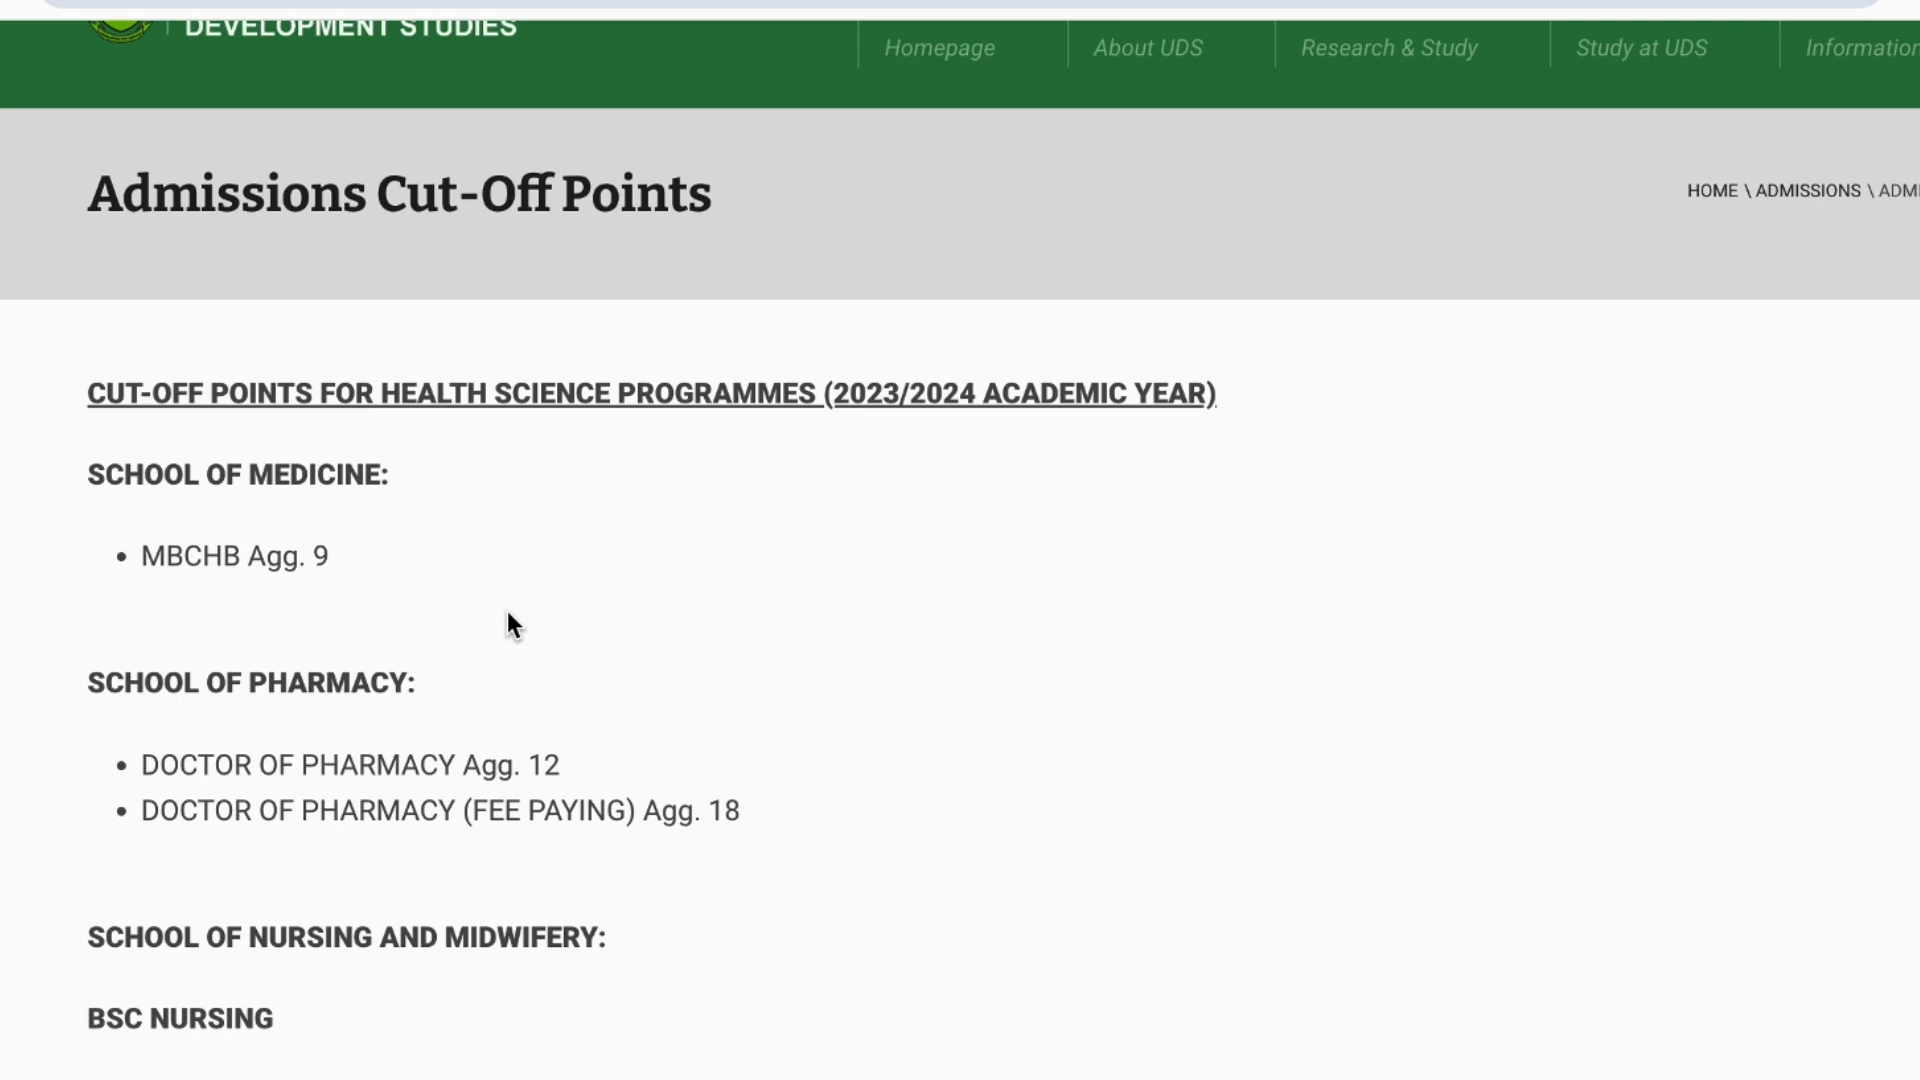 DEVELOPMENT STUDIES
Homepage
About UDS
Research & Study
Study at UDS
Information
Admissions Cut-Off Points
HOME \ ADMISSIONS \ ADMI
CUT-OFF POINTS FOR HEALTH SCIENCE PROGRAMMES (2023/2024 ACADEMIC YEAR)
SCHOOL OF MEDICINE:
• MBCHB Agg. 9
SCHOOL OF PHARMACY:
• DOCTOR OF PHARMACY Agg. 12
• DOCTOR OF PHARMACY (FEE PAYING) Agg. 18
SCHOOL OF NURSING AND MIDWIFERY:
BSC NURSING